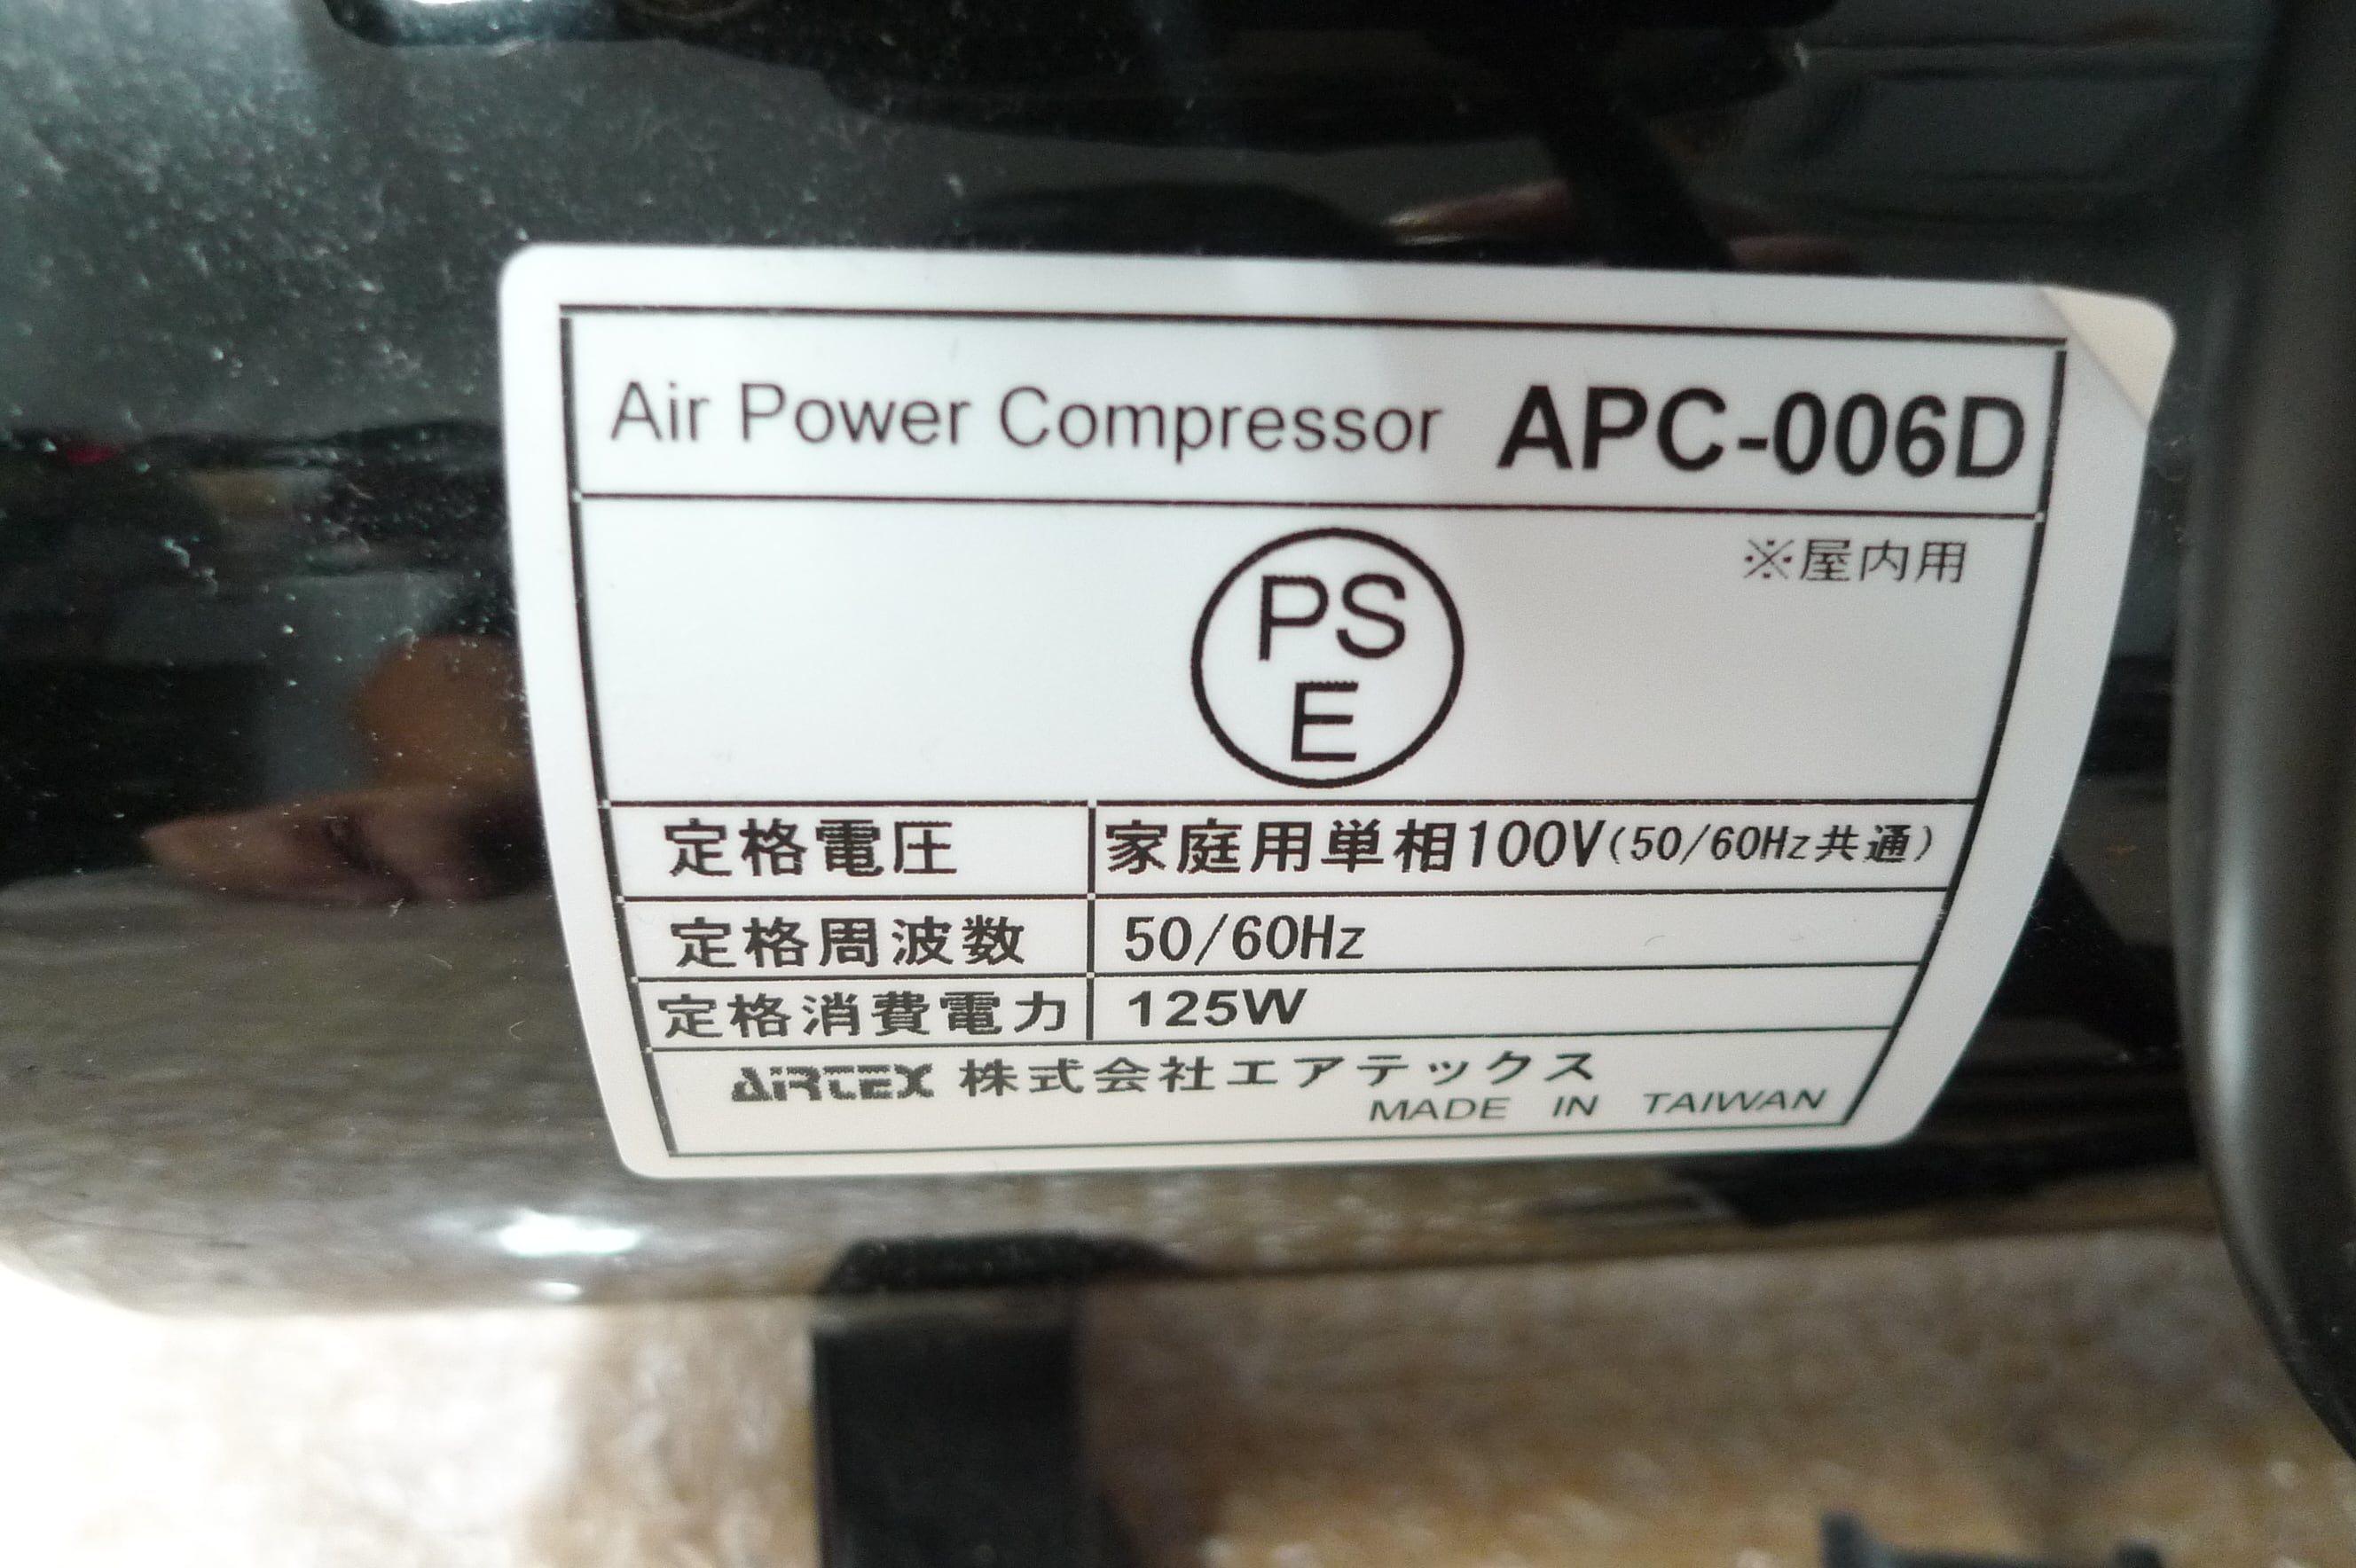 Air Power Compressor APC-006D
※屋内用
PS
E
定格電圧 家庭用単相100V(50/60Hz共通)
定格周波数 50/60Hz
定格消費電力 125W
AIRTEX 株式会社エアテックス
MADE IN TAIWAN